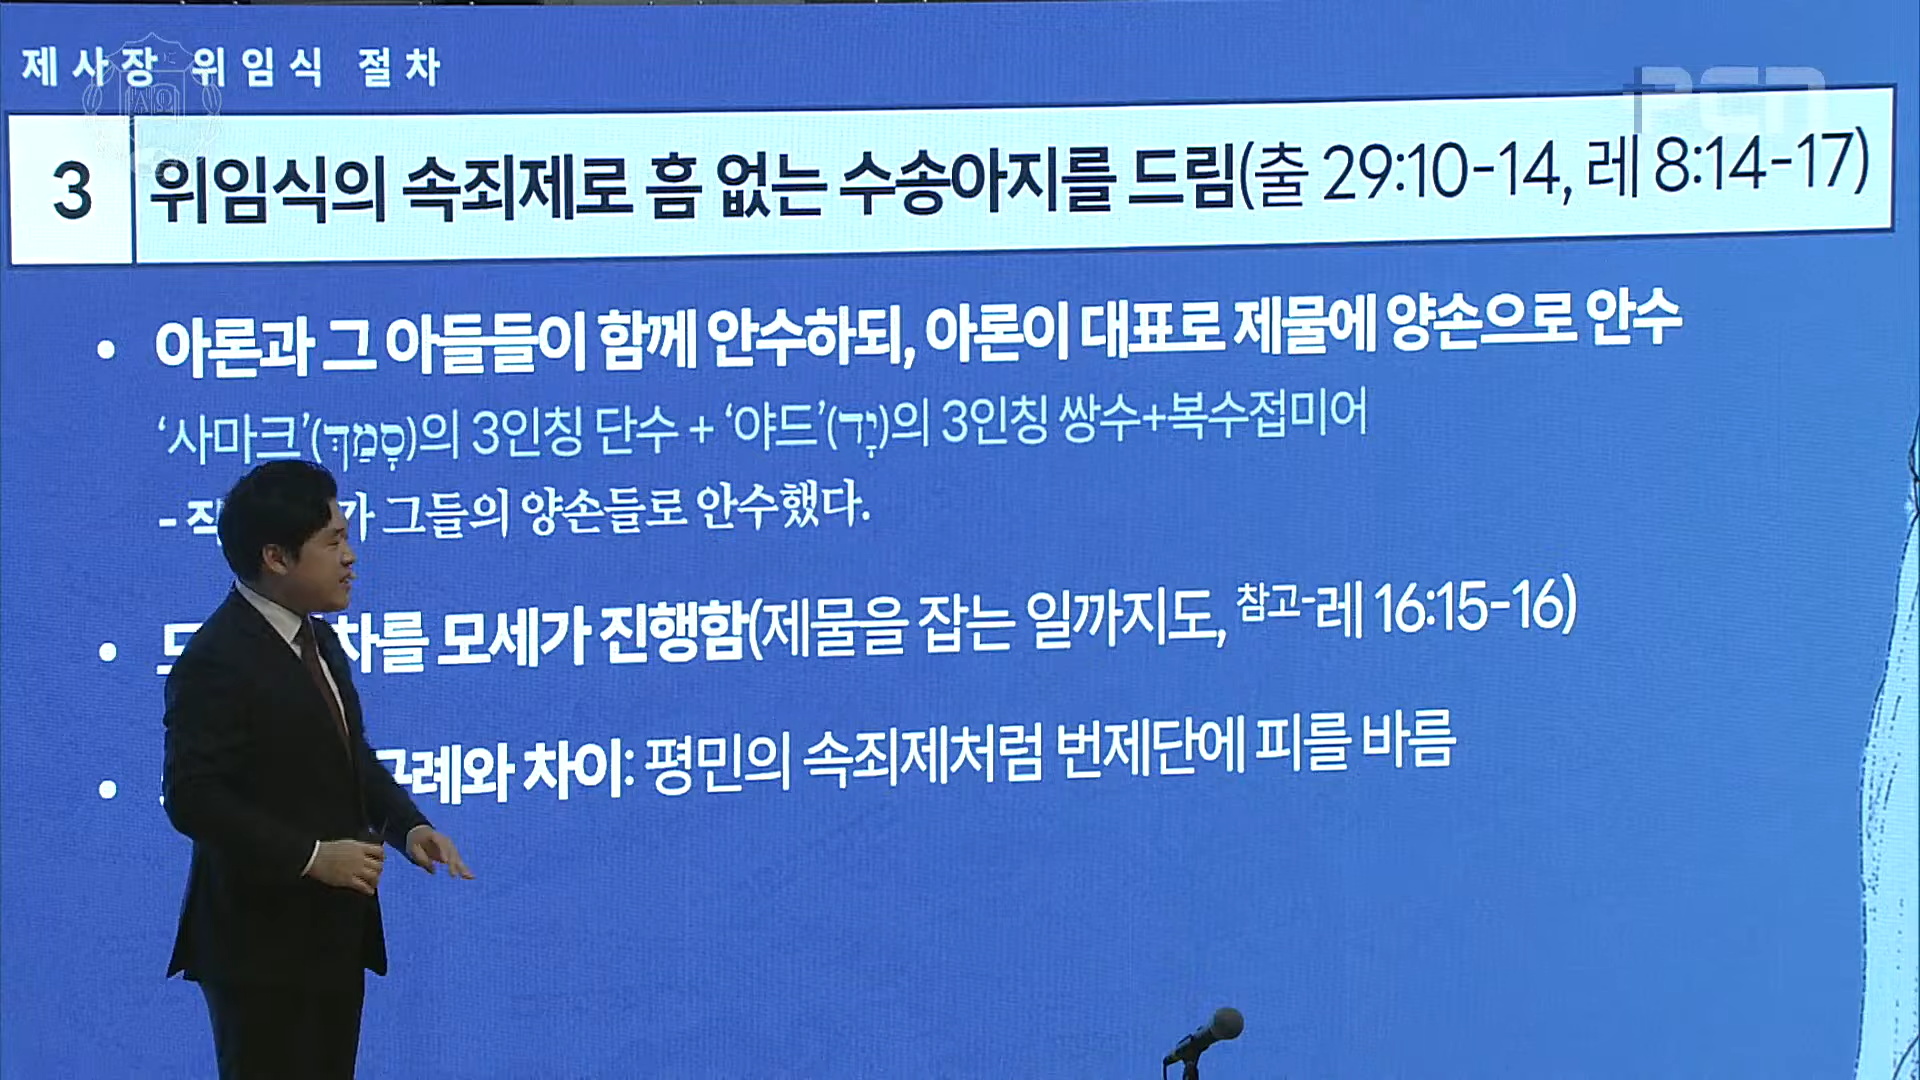 제사장 위임식 절차
PCN
3 위임식의 속죄제로 흠 없는 수송아지를 드림(출 29:10-14, 레 8:14-17)
• 아론과 그 아들들이 함께 안수하되, 아론이 대표로 제물에 양손으로 안수
‘사마크’(סָמַךְ)의 3인칭 단수 + ‘야드’(יָד)의 3인칭 쌍수+복수접미어
- 그들의 양손들로 안수했다.
• 모세가 진행함(제물을 잡는 일까지도, 참고-레 16:15-16)
• 차이: 평민의 속죄제처럼 번제단에 피를 바름